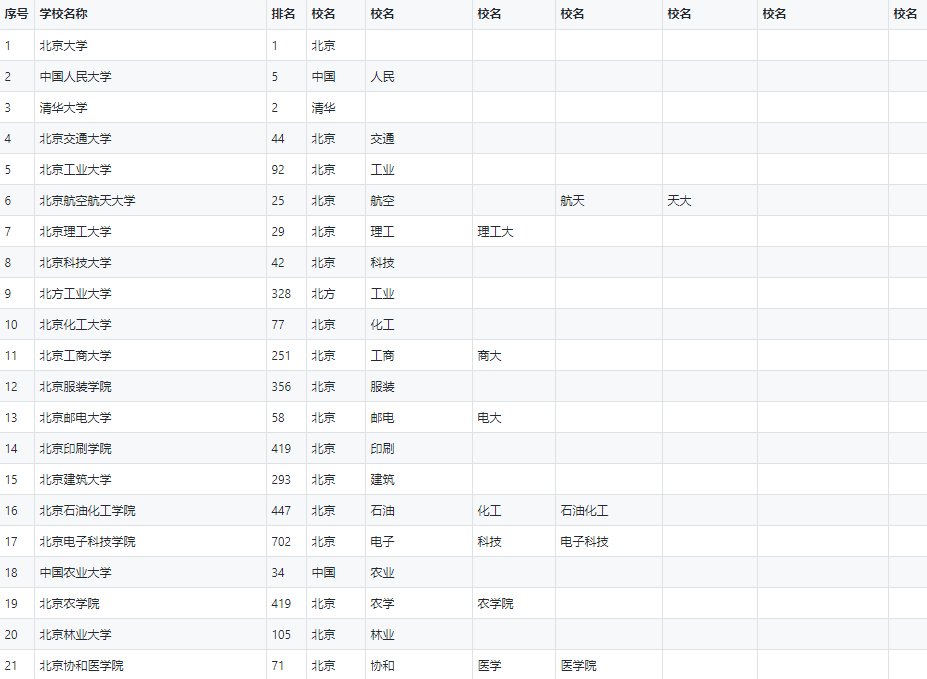 序号 学校名称 排名 校名 校名 校名 校名 校名 校名 校名
1 北京大学 1 北京
2 中国人民大学 5 中国 人民
3 清华大学 2 清华
4 北京交通大学 44 北京 交通
5 北京工业大学 92 北京 工业
6 北京航空航天大学 25 北京 航空 航天 天大
7 北京理工大学 29 北京 理工 理工大
8 北京科技大学 42 北京 科技
9 北方工业大学 328 北方 工业
10 北京化工大学 77 北京 化工
11 北京工商大学 251 北京 工商 商大
12 北京服装学院 356 北京 服装
13 北京邮电大学 58 北京 邮电 电大
14 北京印刷学院 419 北京 印刷
15 北京建筑大学 293 北京 建筑
16 北京石油化工学院 447 北京 石油 化工 石油化工
17 北京电子科技学院 702 北京 电子 科技 电子科技
18 中国农业大学 34 中国 农业
19 北京农学院 419 北京 农学 农学院
20 北京林业大学 105 北京 林业
21 北京协和医学院 71 北京 协和 医学 医学院